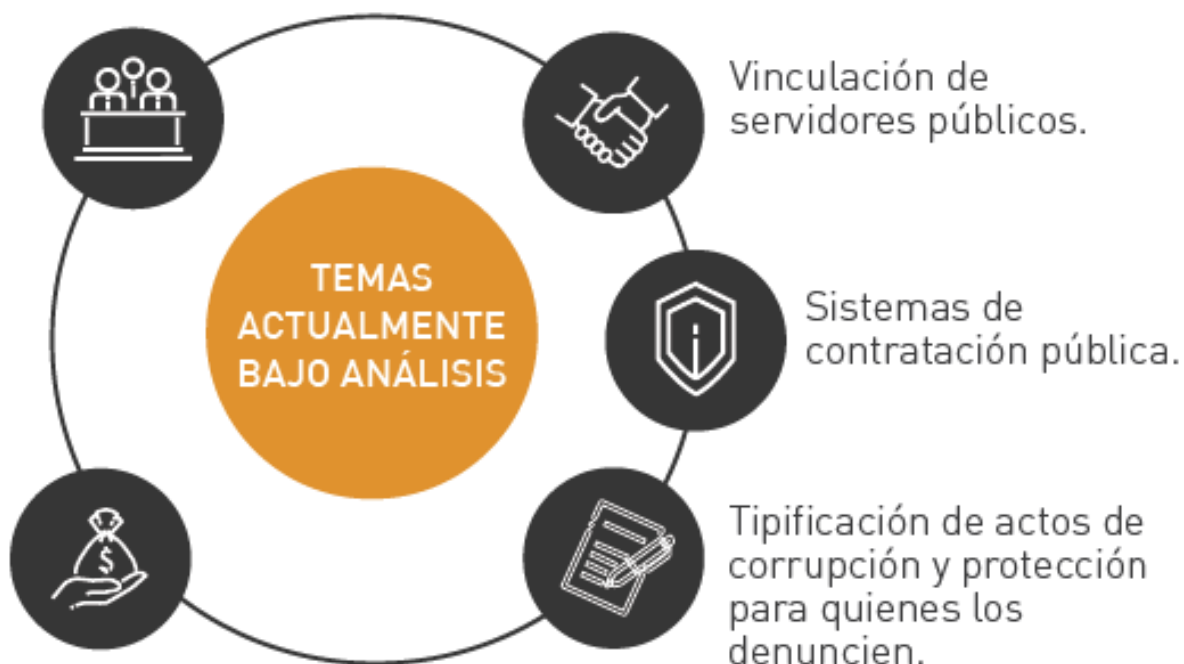 Vinculación de
servidores públicos.
TEMAS
ACTUALMENTE
BAJO ANÁLISIS
Sistemas de
contratación pública.
$
Tipificación de actos de
corrupción y protección
para quienes los
denuncien.